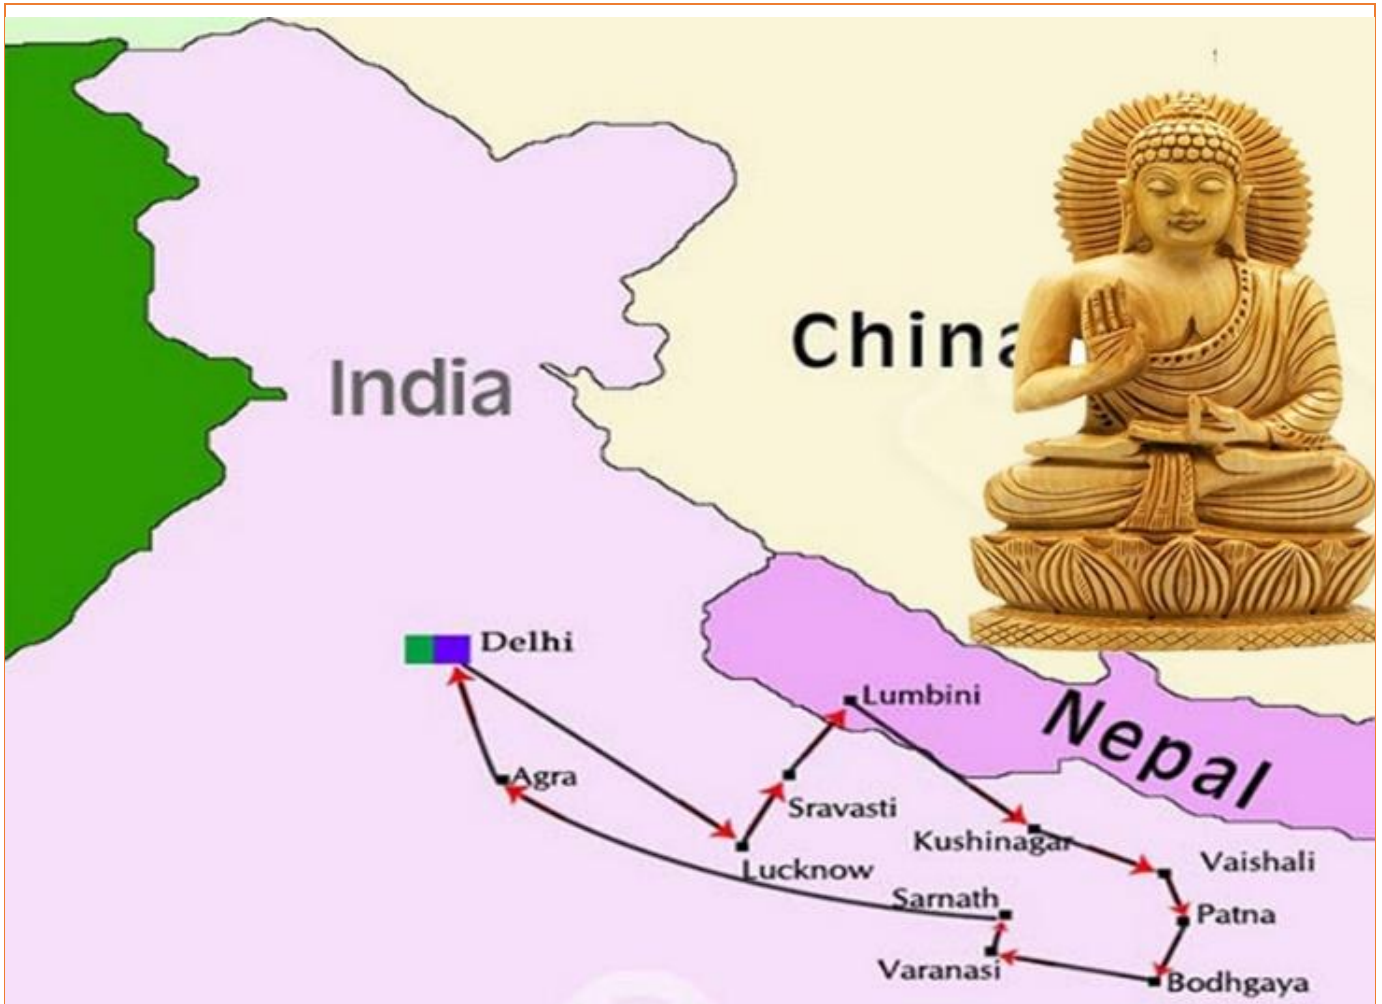 China
India
Delhi
Lumbini
Nepal
Agra
Sravasti
Kushinagar
Lucknow
Vaishali
Sarnath
Patna
Varanasi
Bodhgaya